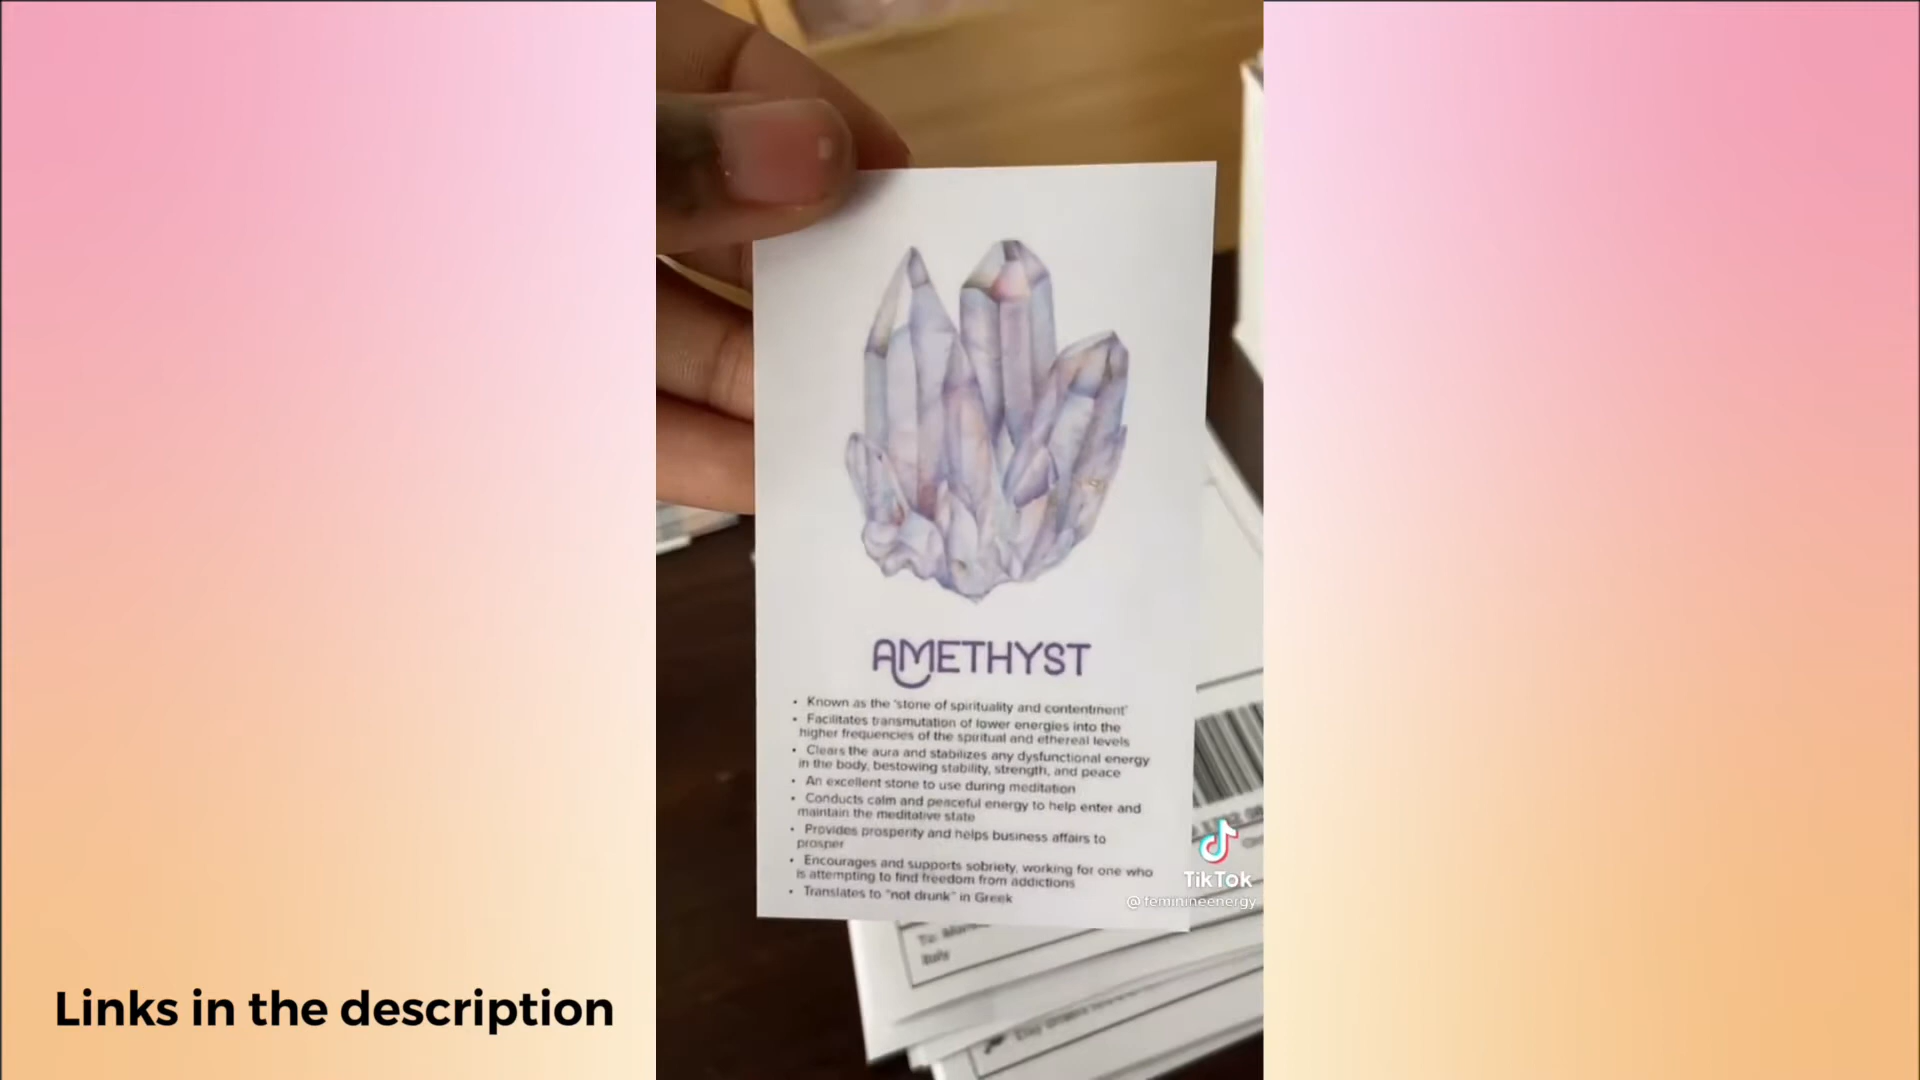 AMETHYST
• Known as the "stone of spirituality and contentment"
• Facilitates transmutation of lower energies into the
higher frequencies of the spiritual and ethereal levels
• Clears the aura and stabilizes any dysfunctional energy
in the body, bestowing stability, strength, and peace
• An excellent stone to use during meditation
• Conducts calm and peaceful energy to help enter and
maintain the meditative state
• Provides prosperity and helps business affairs to
prosper
• Encourages and supports sobriety, working for one who
is attempting to find freedom from addictions
• Translates to "not drunk" in Greek
TikTok
@feminineenergy
To:
Italy
Links in the description